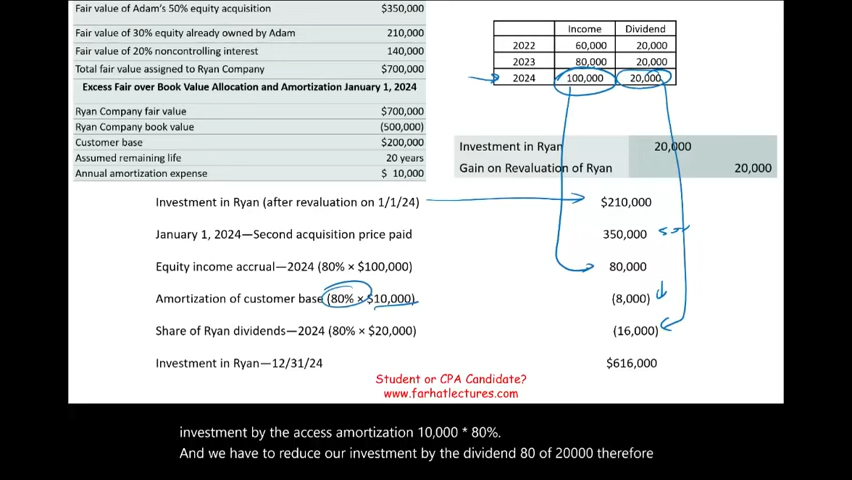 Fair value of Adam's 50% equity acquisition $350,000
Fair value of 30% equity already owned by Adam 210,000
Fair value of 20% noncontrolling interest 140,000
Total fair value assigned to Ryan Company $700,000
Excess Fair over Book Value Allocation and Amortization January 1, 2024
Ryan Company fair value $700,000
Ryan Company book value (500,000)
Customer base $200,000
Assumed remaining life 20 years
Annual amortization expense $ 10,000
Income Dividend
2022 60,000 20,000
2023 80,000 20,000
2024 100,000 20,000
Investment in Ryan 20,000
Gain on Revaluation of Ryan 20,000
Investment in Ryan (after revaluation on 1/1/24) $210,000
January 1, 2024—Second acquisition price paid 350,000
Equity income accrual—2024 (80% × $100,000) 80,000
Amortization of customer base (80% × $10,000) (8,000)
Share of Ryan dividends—2024 (80% × $20,000) (16,000)
Investment in Ryan—12/31/24 $616,000
Student or CPA Candidate?
www.farhatlectures.com
investment by the access amortization 10,000 * 80%.
And we have to reduce our investment by the dividend 80 of 20000 therefore